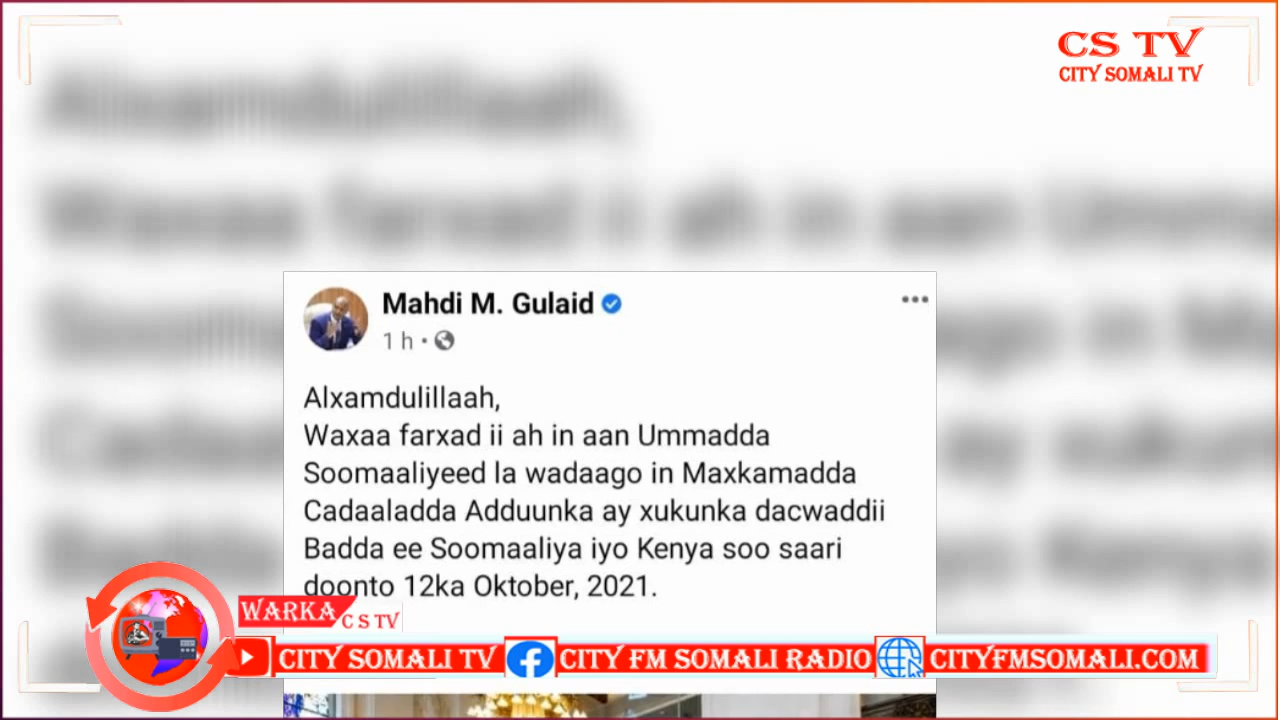 CS TV
CITY SOMALI TV
Mahdi M. Gulaid
1 h
Alxamdulillaah,
Waxaa farxad ii ah in aan Ummadda
Soomaaliyeed la wadaago in Maxkamadda
Cadaaladda Adduunka ay xukunka dacwaddii
Badda ee Soomaaliya iyo Kenya soo saari
doonto 12ka Oktober, 2021.
WARKA
CS TV
CITY SOMALI TV CITY FM SOMALI RADIO CITYFMSOMALI.COM